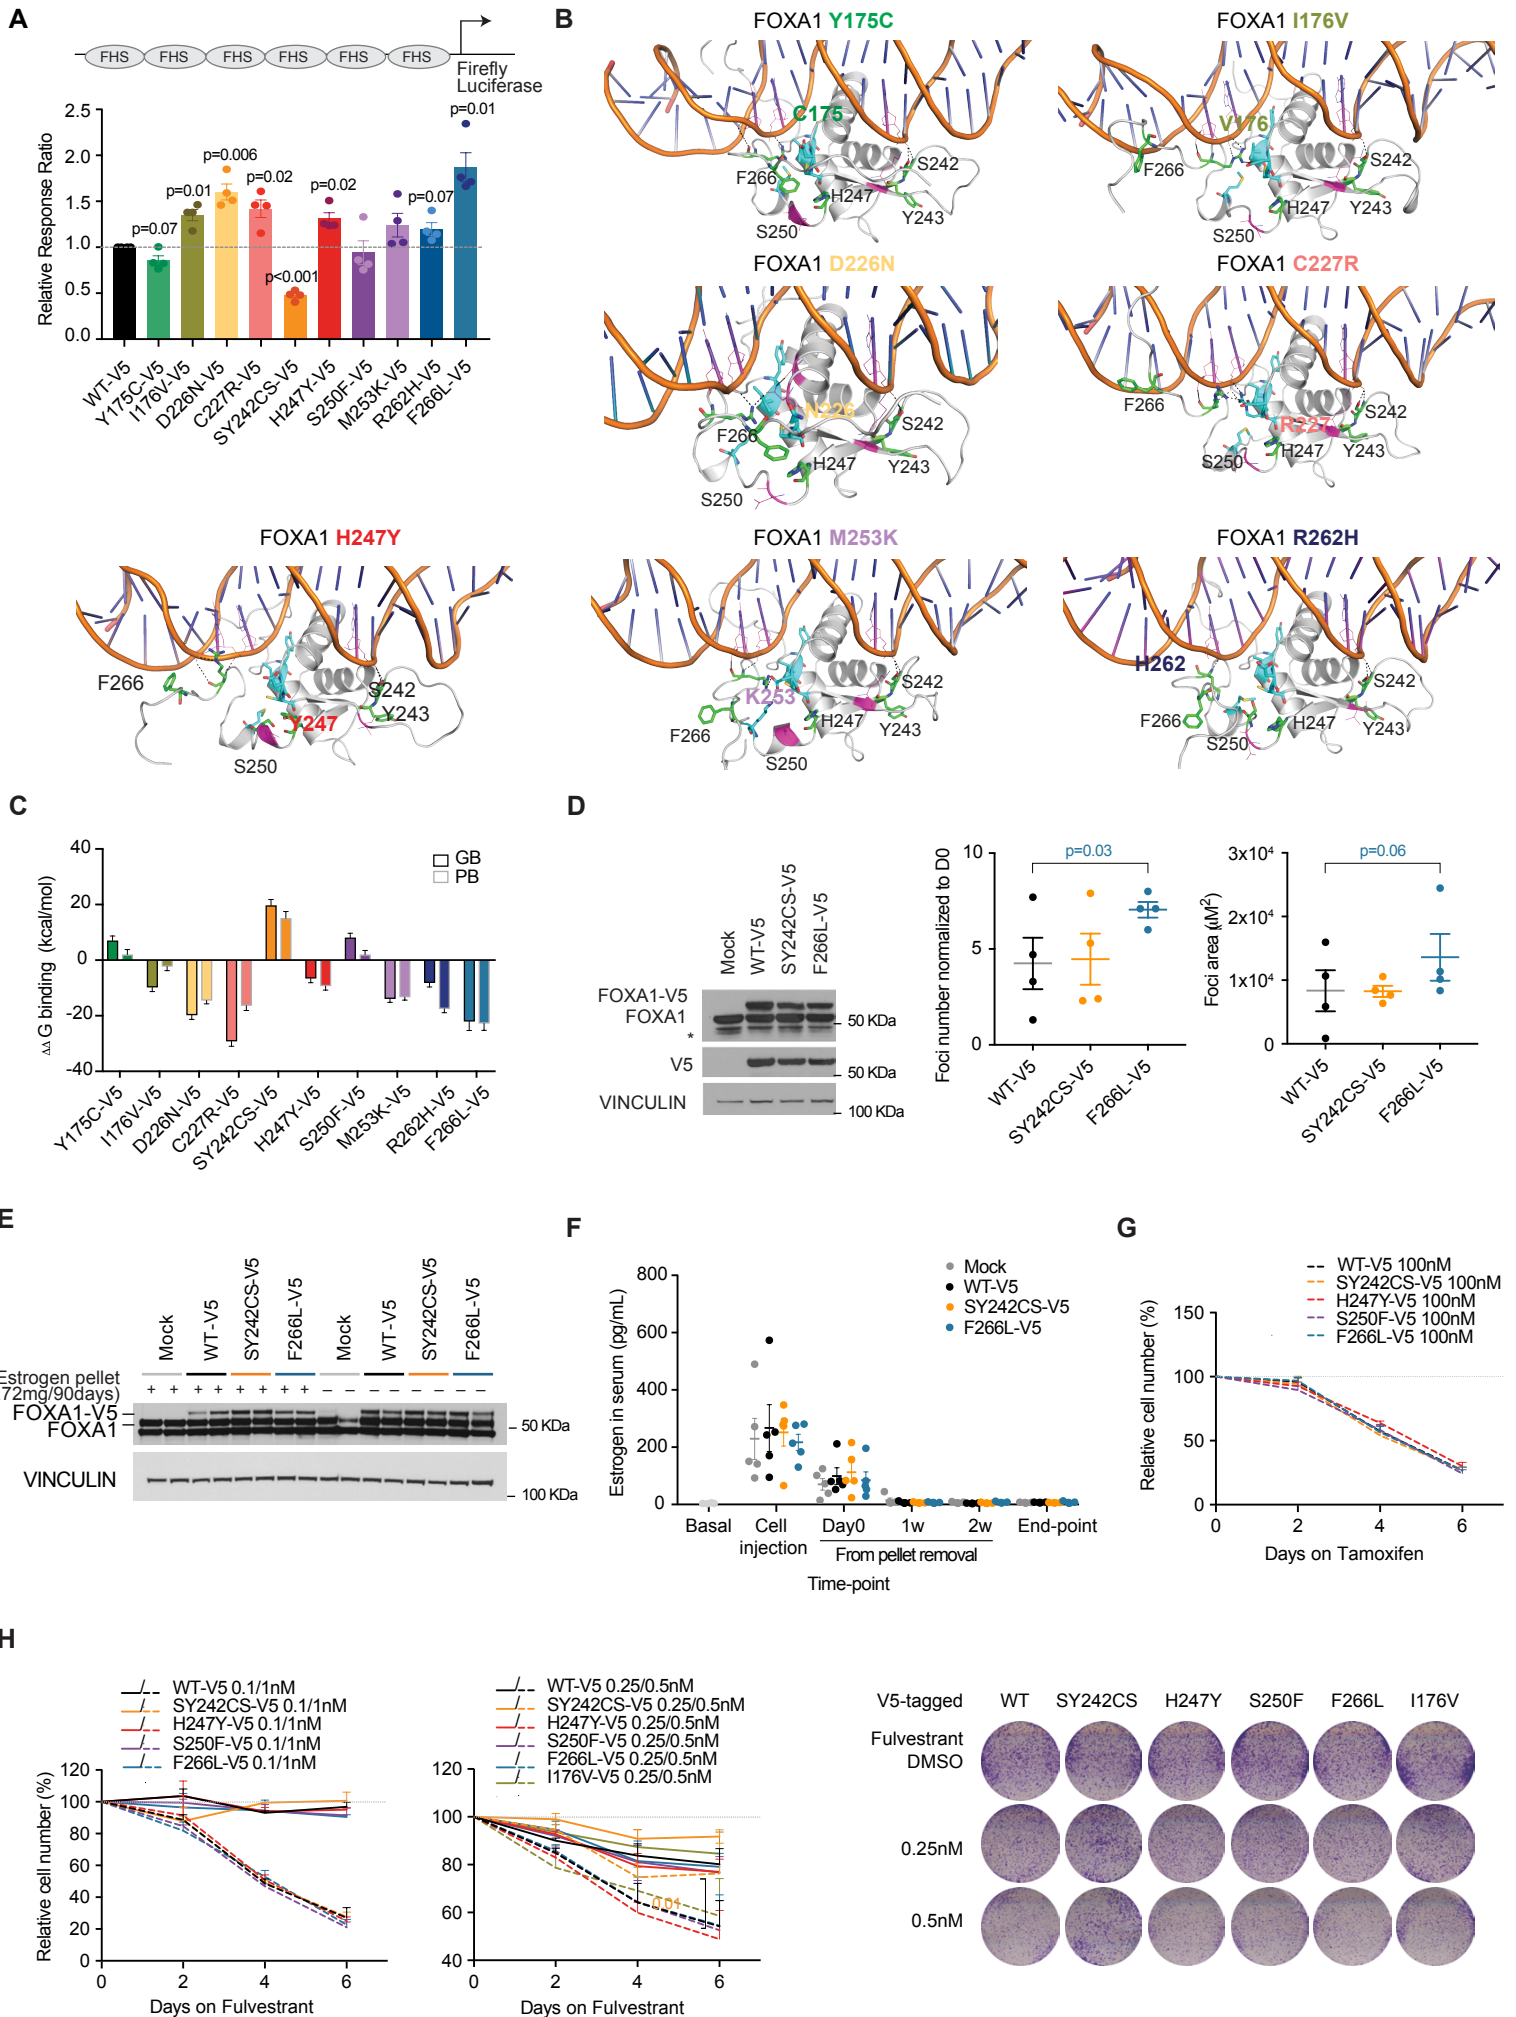 A
FHS FHS FHS FHS FHS FHS
Firefly
Luciferase
Relative Response Ratio
2.5
2.0
1.5
1.0
0.5
0.0
p=0.07
p=0.01
p=0.006
p=0.02
p<0.001
p=0.02
p=0.07
p=0.01
WT-V5
Y175C-V5
I176V-V5
D226N-V5
C227R-V5
SY242CS-V5
H247Y-V5
S250F-V5
M253K-V5
R262H-V5
F266L-V5
B
FOXA1 Y175C
C175
F266
S242
H247
Y243
S250
FOXA1 I176V
V176
F266
S242
H247
Y243
S250
FOXA1 D226N
N226
F266
S242
H247
Y243
S250
FOXA1 C227R
F266
S242
R227
S250
H247
Y243
FOXA1 H247Y
F266
S242
Y247
Y243
S250
FOXA1 M253K
K253
S242
F266
H247
Y243
S250
FOXA1 R262H
H262
S242
F266
H247
Y243
S250
C
ΔΔ G binding (kcal/mol)
40
20
0
-20
-40
GB
PB
Y175C-V5
I176V-V5
D226N-V5
C227R-V5
SY242CS-V5
H247Y-V5
S250F-V5
M253K-V5
R262H-V5
F266L-V5
D
Mock
WT-V5
SY242CS-V5
F266L-V5
FOXA1-V5
FOXA1
*
50 KDa
V5
50 KDa
VINCULIN
100 KDa
Foci number normalized to D0
10
5
0
p=0.03
WT-V5
SY242CS-V5
F266L-V5
Foci area (µM2)
3x104
2x104
1x104
0
p=0.06
WT-V5
SY242CS-V5
F266L-V5
E
Mock
WT-V5
SY242CS-V5
F266L-V5
Mock
WT-V5
SY242CS-V5
F266L-V5
Estrogen pellet
72mg/90days)
+ + + + + + + + – – – – – – – –
FOXA1-V5
FOXA1
50 KDa
VINCULIN
100 KDa
F
Estrogen in serum (pg/mL)
800
600
400
200
0
Mock
WT-V5
SY242CS-V5
F266L-V5
Basal
Cell
injection
Day0
1w
2w
End-point
From pellet removal
Time-point
G
WT-V5 100nM
SY242CS-V5 100nM
H247Y-V5 100nM
S250F-V5 100nM
F266L-V5 100nM
Relative cell number (%)
150
100
50
0
0 2 4 6
Days on Tamoxifen
H
WT-V5 0.1/1nM
SY242CS-V5 0.1/1nM
H247Y-V5 0.1/1nM
S250F-V5 0.1/1nM
F266L-V5 0.1/1nM
Relative cell number (%)
120
100
80
60
40
20
0
0 2 4 6
Days on Fulvestrant
WT-V5 0.25/0.5nM
SY242CS-V5 0.25/0.5nM
H247Y-V5 0.25/0.5nM
S250F-V5 0.25/0.5nM
F266L-V5 0.25/0.5nM
I176V-V5 0.25/0.5nM
120
100
80
60
40
0.01
0 2 4 6
Days on Fulvestrant
V5-tagged WT SY242CS H247Y S250F F266L I176V
Fulvestrant
DMSO
0.25nM
0.5nM